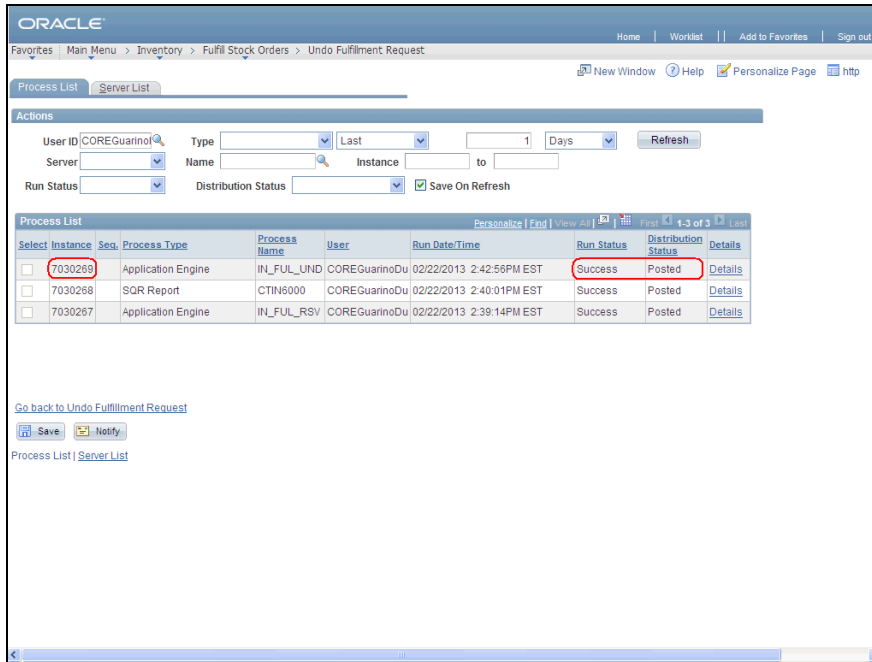 ORACLE
Home | Worklist || Add to Favorites | Sign out
Favorites | Main Menu > Inventory > Fulfill Stock Orders > Undo Fulfillment Request
New Window Help Personalize Page http
Process List Server List
Actions
User ID COREGuarinol Type Last 1 Days Refresh
Server Name Instance to
Run Status Distribution Status Save On Refresh
Process List Personalize | Find | View All | | First 1-3 of 3 Last
Select Instance Seq. Process Type Process Name User Run Date/Time Run Status Distribution Status Details
7030269 Application Engine IN_FUL_UND COREGuarinoDu 02/22/2013 2:42:56PM EST Success Posted Details
7030268 SQR Report CTIN6000 COREGuarinoDu 02/22/2013 2:40:01PM EST Success Posted Details
7030267 Application Engine IN_FUL_RSV COREGuarinoDu 02/22/2013 2:39:14PM EST Success Posted Details
Go back to Undo Fulfillment Request
Save Notify
Process List | Server List